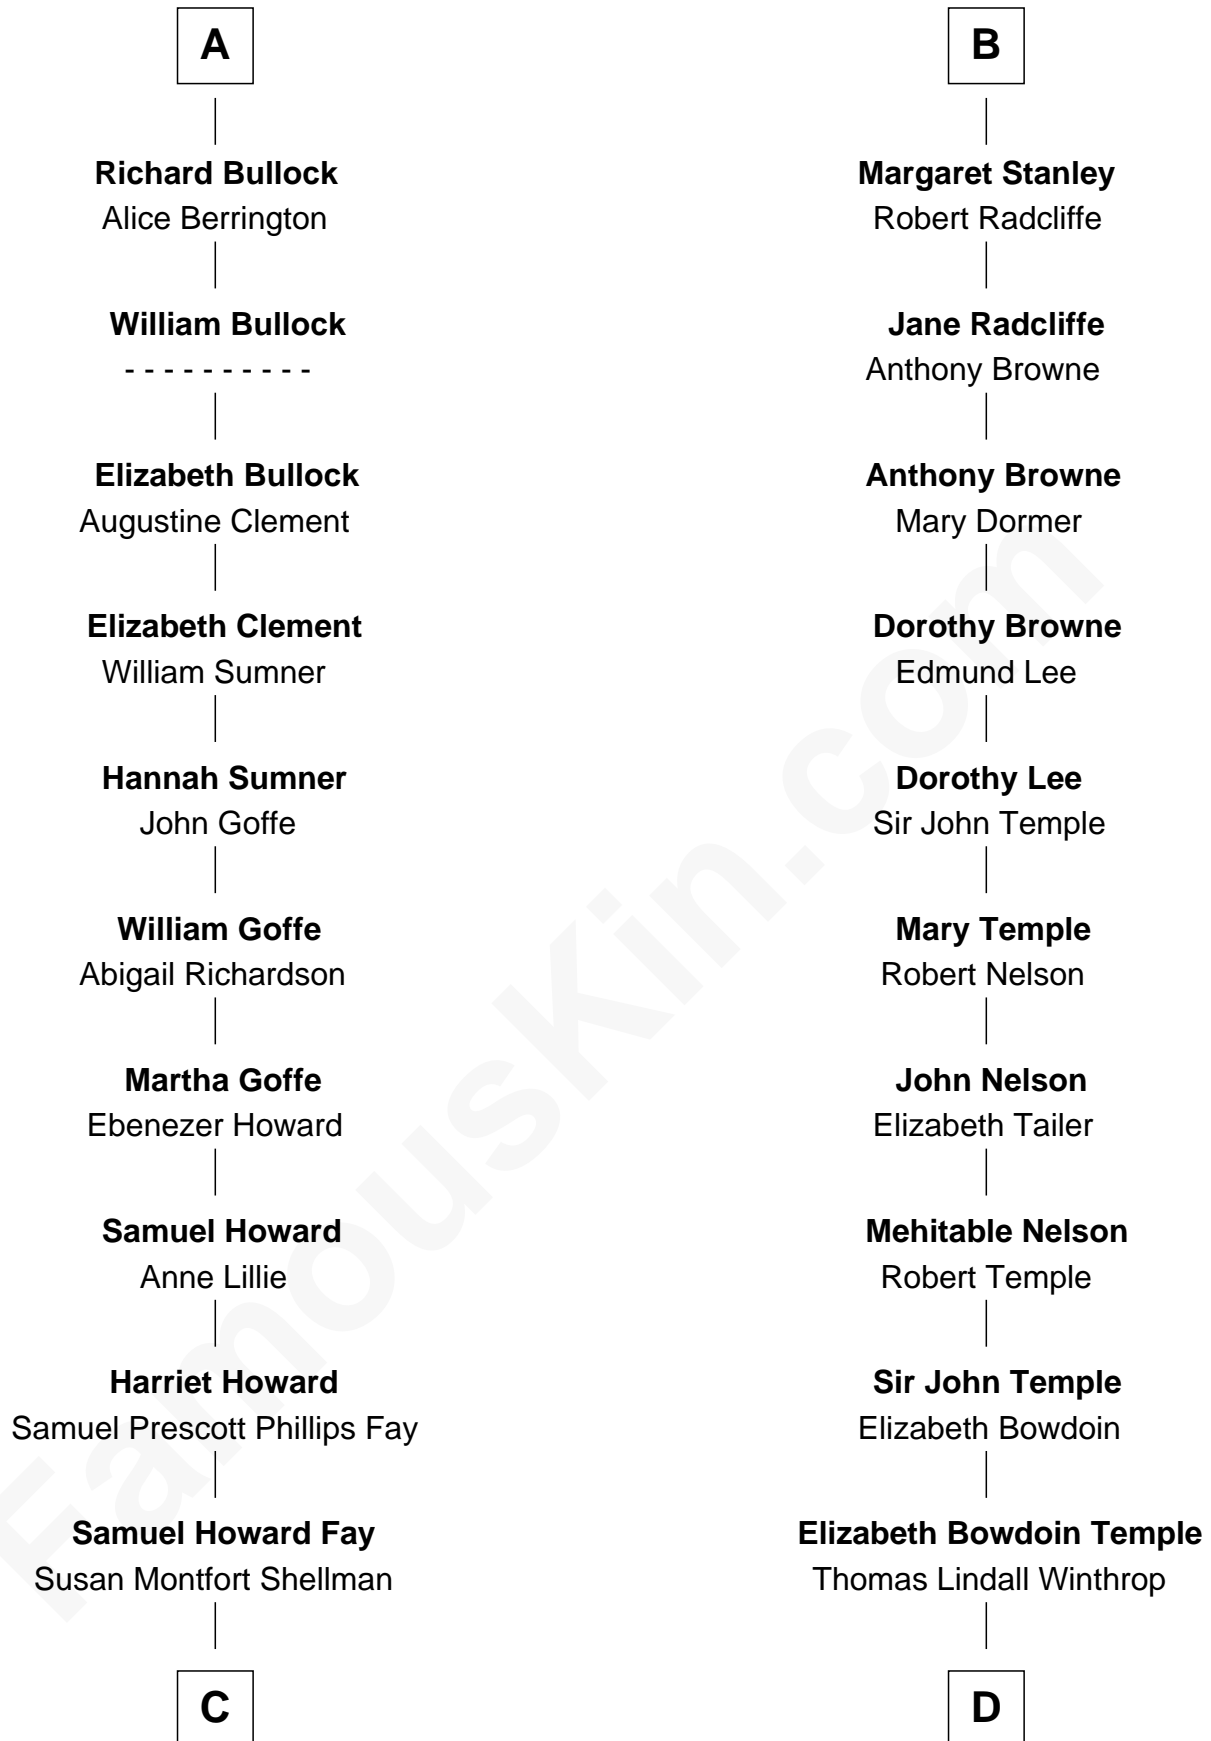 A
Richard Bullock
Alice Berrington
William Bullock
- - - - - - - - - -
Elizabeth Bullock
Augustine Clement
Elizabeth Clement
William Sumner
Hannah Sumner
John Goffe
William Goffe
Abigail Richardson
Martha Goffe
Ebenezer Howard
Samuel Howard
Anne Lillie
Harriet Howard
Samuel Prescott Phillips Fay
Samuel Howard Fay
Susan Montfort Shellman
C
B
Margaret Stanley
Robert Radcliffe
Jane Radcliffe
Anthony Browne
Anthony Browne
Mary Dormer
Dorothy Browne
Edmund Lee
Dorothy Lee
Sir John Temple
Mary Temple
Robert Nelson
John Nelson
Elizabeth Tailer
Mehitable Nelson
Robert Temple
Sir John Temple
Elizabeth Bowdoin
Elizabeth Bowdoin Temple
Thomas Lindall Winthrop
D
FamousKin.com